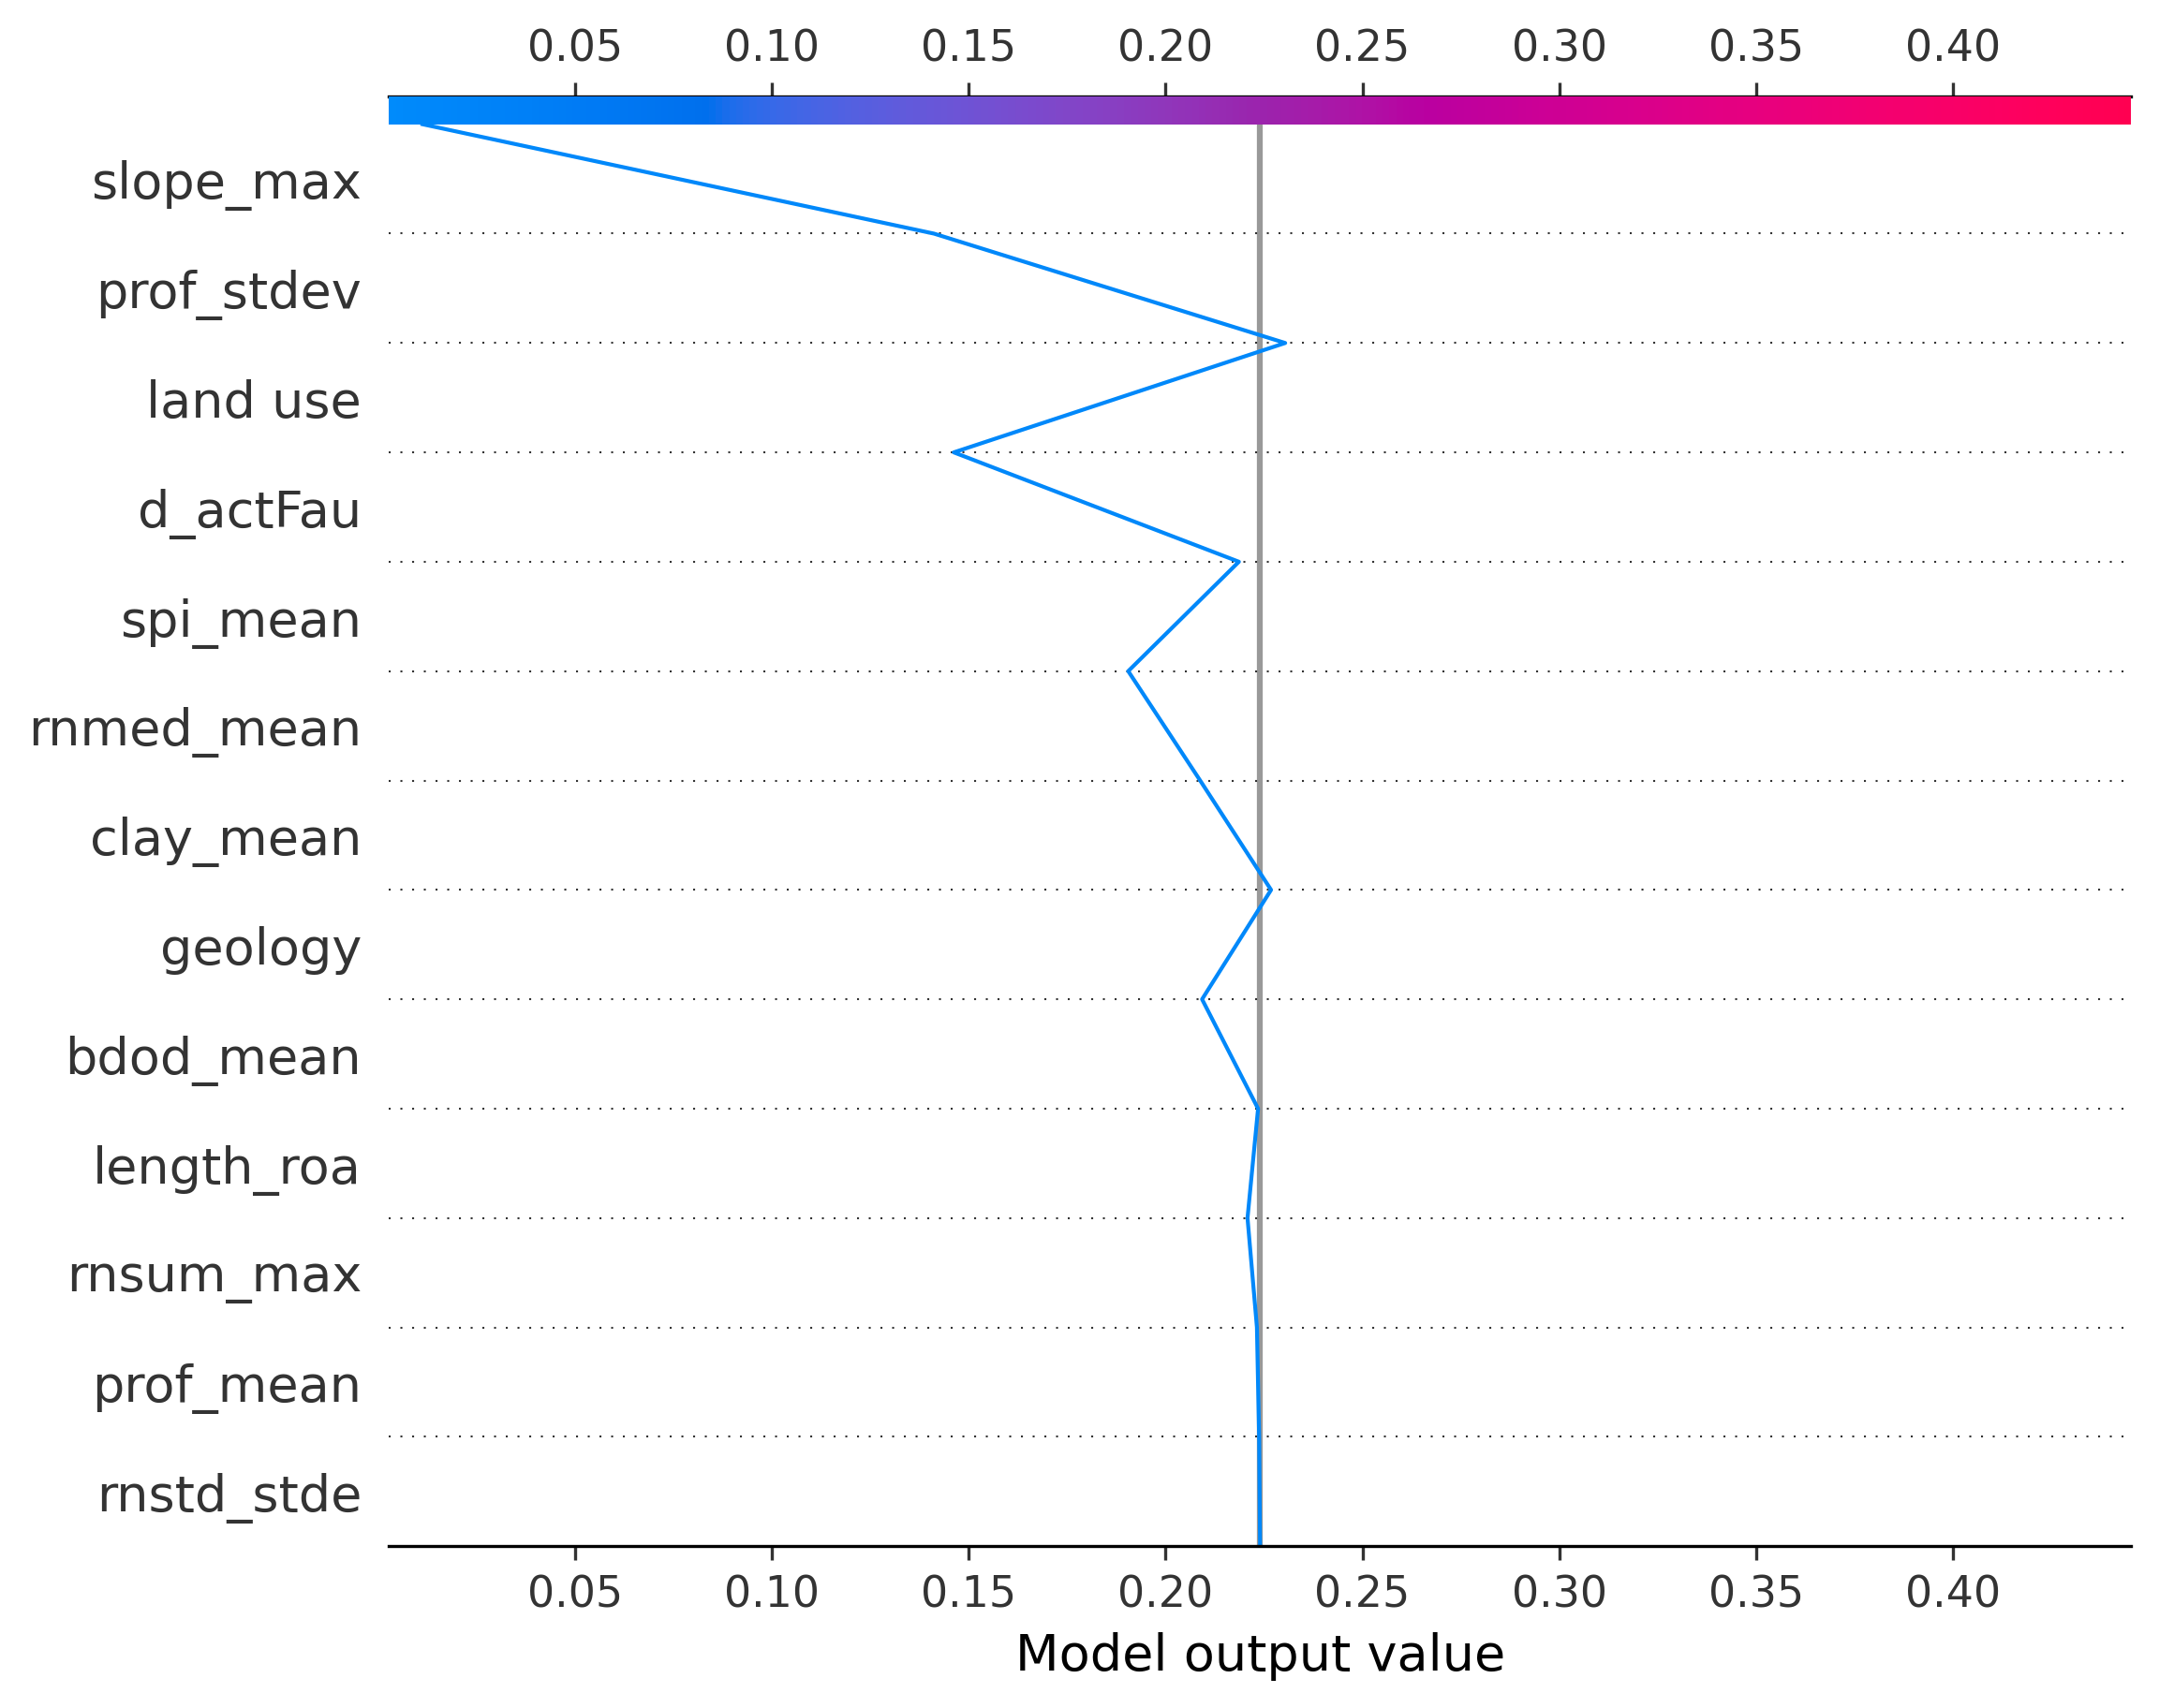 0.05 0.10 0.15 0.20 0.25 0.30 0.35 0.40
slope_max
prof_stdev
land use
d_actFau
spi_mean
rnmed_mean
clay_mean
geology
bdod_mean
length_roa
rnsum_max
prof_mean
rnstd_stde
0.05 0.10 0.15 0.20 0.25 0.30 0.35 0.40
Model output value